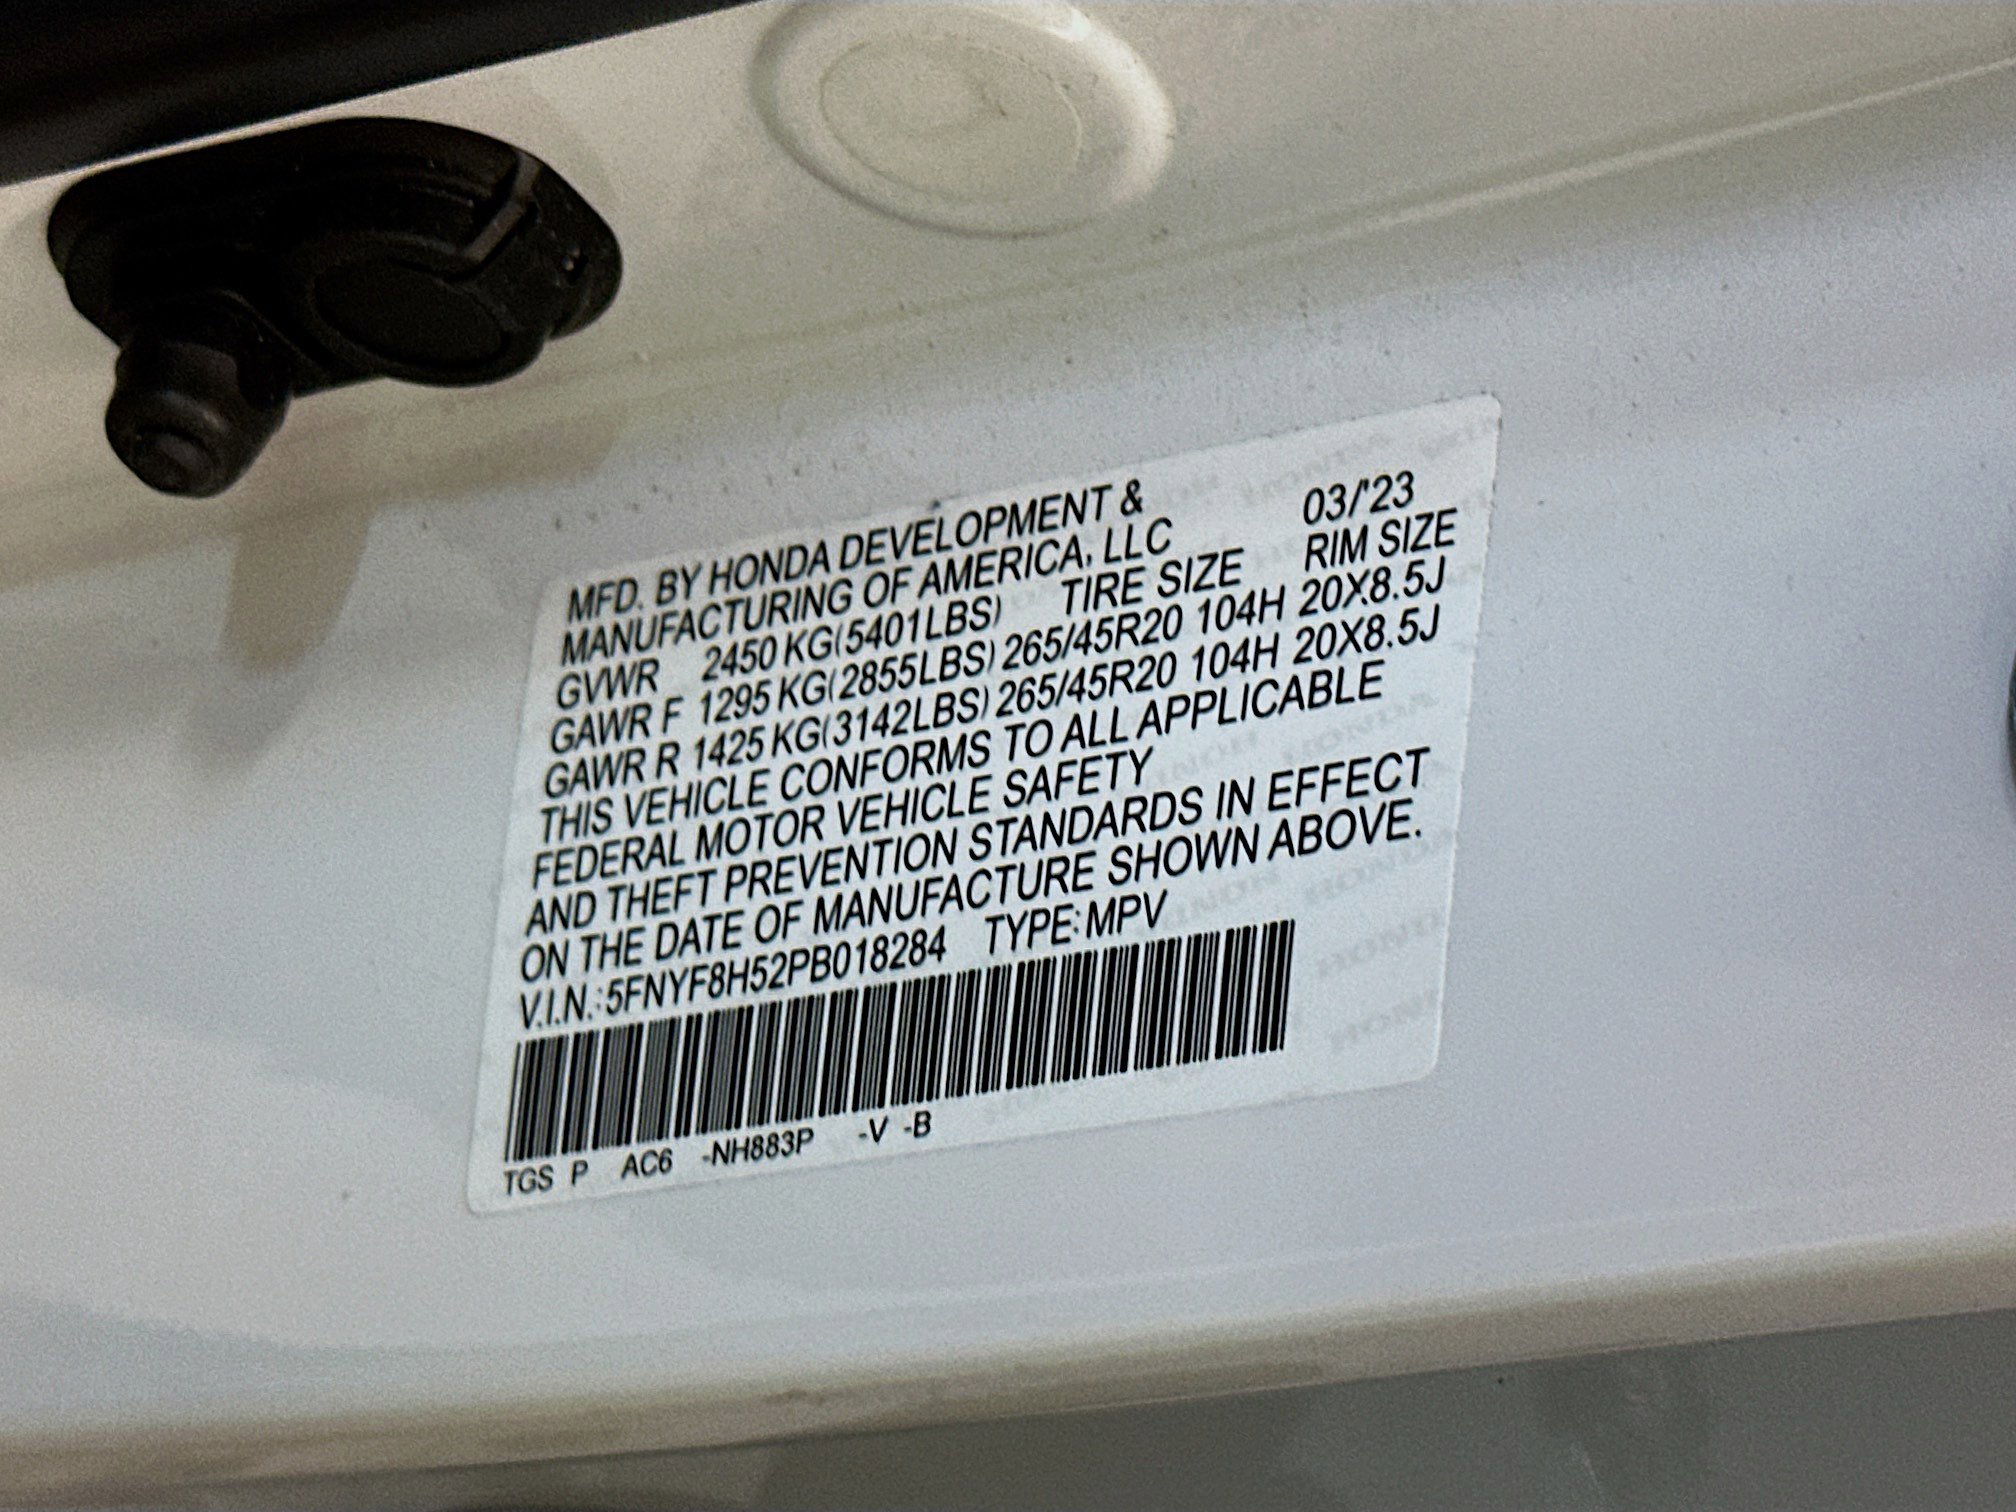 MFD. BY HONDA DEVELOPMENT & 03/'23
MANUFACTURING OF AMERICA, LLC RIM SIZE
GVWR 2450 KG(5401LBS) TIRE SIZE
GAWR F 1295 KG(2855LBS) 265/45R20 104H 20X8.5J
GAWR R 1425 KG(3142LBS) 265/45R20 104H 20X8.5J
THIS VEHICLE CONFORMS TO ALL APPLICABLE
FEDERAL MOTOR VEHICLE SAFETY
AND THEFT PREVENTION STANDARDS IN EFFECT
ON THE DATE OF MANUFACTURE SHOWN ABOVE.
V.I.N.:5FNYF8H52PB018284 TYPE:MPV
TGS P AC6 -NH883P -V -B